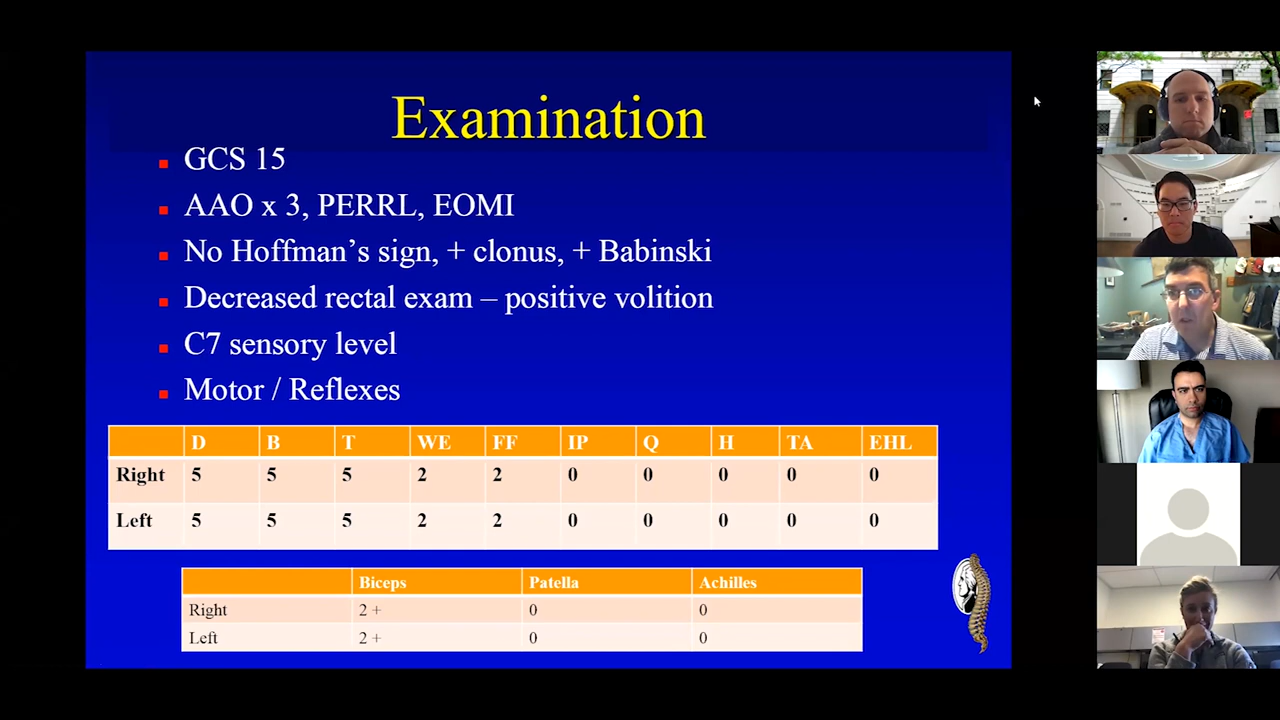 Examination
GCS 15
AAO x 3, PERRL, EOMI
No Hoffman’s sign, + clonus, + Babinski
Decreased rectal exam – positive volition
C7 sensory level
Motor / Reflexes
D B T WE FF IP Q H TA EHL
Right 5 5 5 2 2 0 0 0 0 0
Left 5 5 5 2 2 0 0 0 0 0
Biceps Patella Achilles
Right 2 + 0 0
Left 2 + 0 0